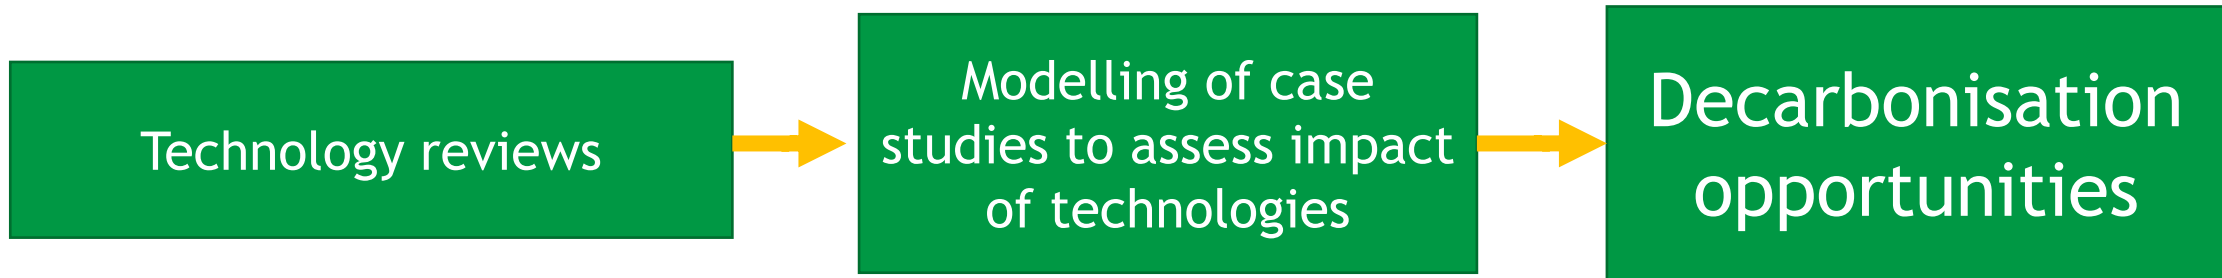 Technology reviews
Modelling of case
studies to assess impact
of technologies
Decarbonisation
opportunities